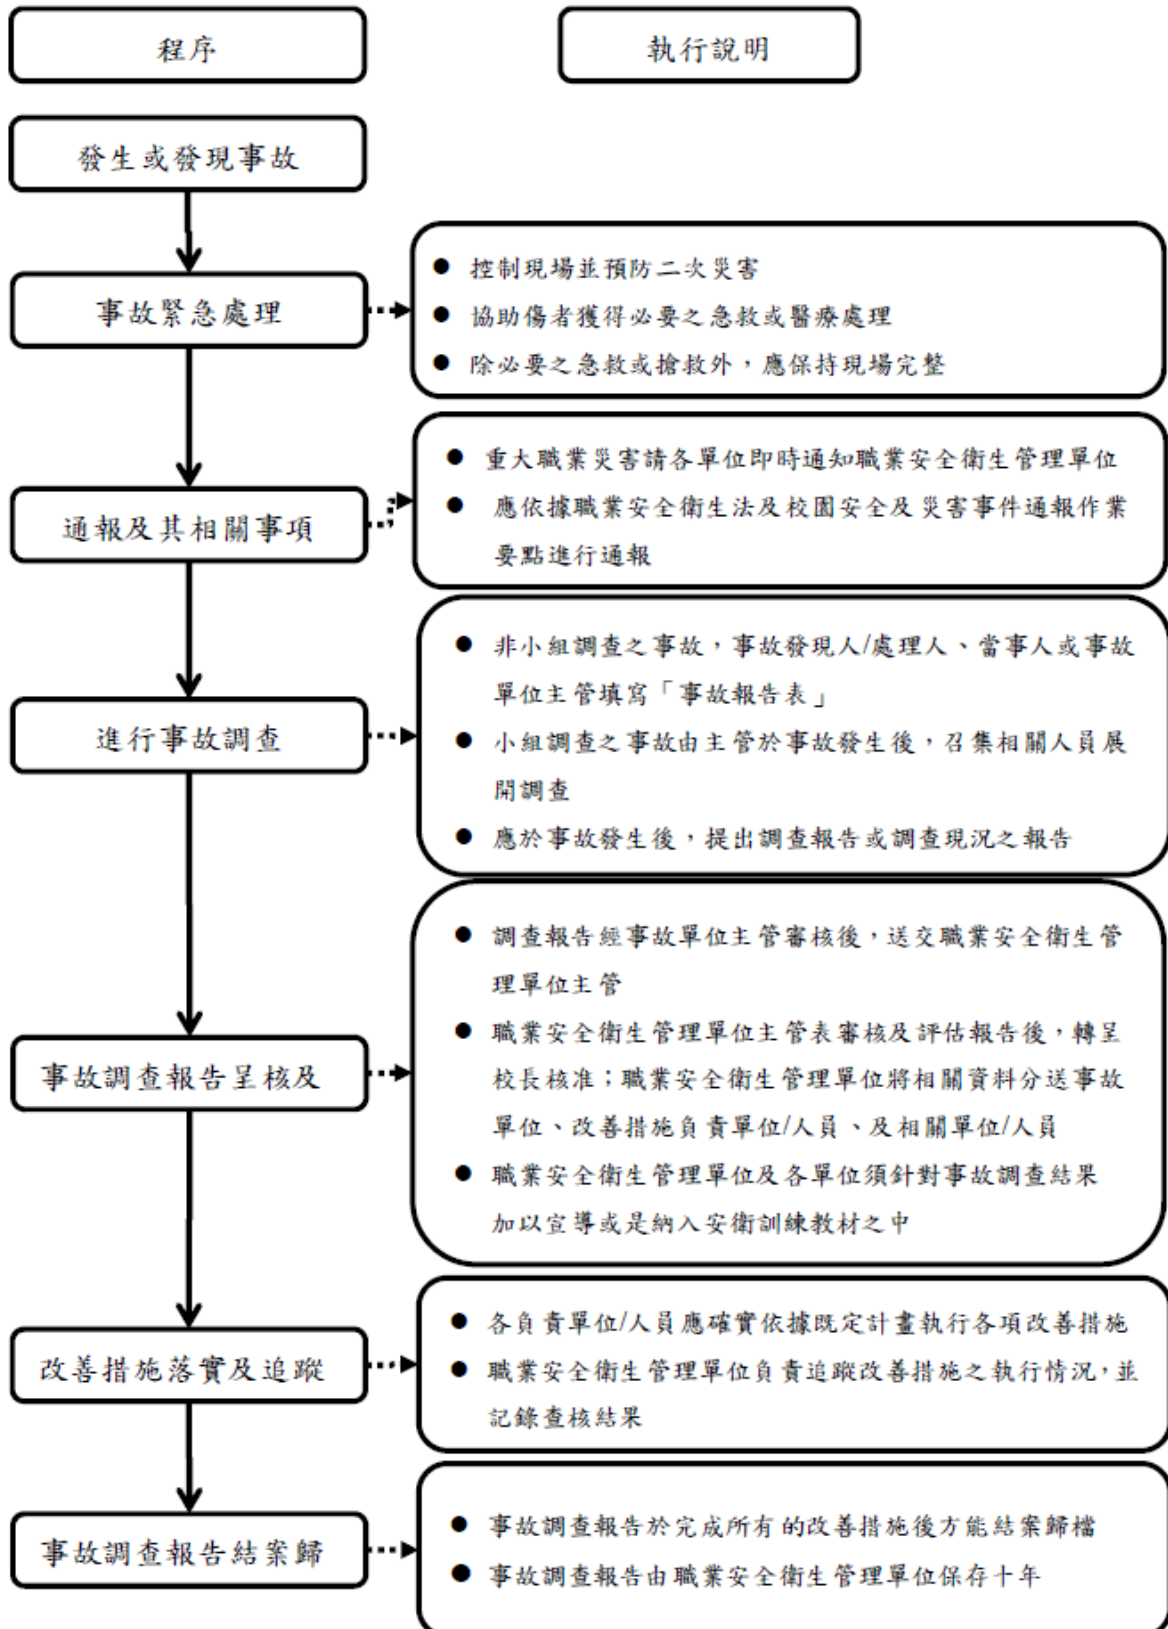 程序
執行說明
發生或發現事故
事故緊急處理
● 控制現場並預防二次災害
● 協助傷者獲得必要之急救或醫療處理
● 除必要之急救或搶救外，應保持現場完整
通報及其相關事項
● 重大職業災害請各單位即時通知職業安全衛生管理單位
● 應依據職業安全衛生法及校園安全及災害事件通報作業
要點進行通報
進行事故調查
● 非小組調查之事故，事故發現人/處理人、當事人或事故
單位主管填寫「事故報告表」
● 小組調查之事故由主管於事故發生後，召集相關人員展
開調查
● 應於事故發生後，提出調查報告或調查現況之報告
事故調查報告呈核及
● 調查報告經事故單位主管審核後，送交職業安全衛生管
理單位主管
● 職業安全衛生管理單位主管表審核及評估報告後，轉呈
校長核准；職業安全衛生管理單位將相關資料分送事故
單位、改善措施負責單位/人員、及相關單位/人員
● 職業安全衛生管理單位及各單位須針對事故調查結果
加以宣導或是納入安衛訓練教材之中
改善措施落實及追蹤
● 各負責單位/人員應確實依據既定計畫執行各項改善措施
● 職業安全衛生管理單位負責追蹤改善措施之執行情況，並
記錄查核結果
事故調查報告結案歸
● 事故調查報告於完成所有的改善措施後方能結案歸檔
● 事故調查報告由職業安全衛生管理單位保存十年